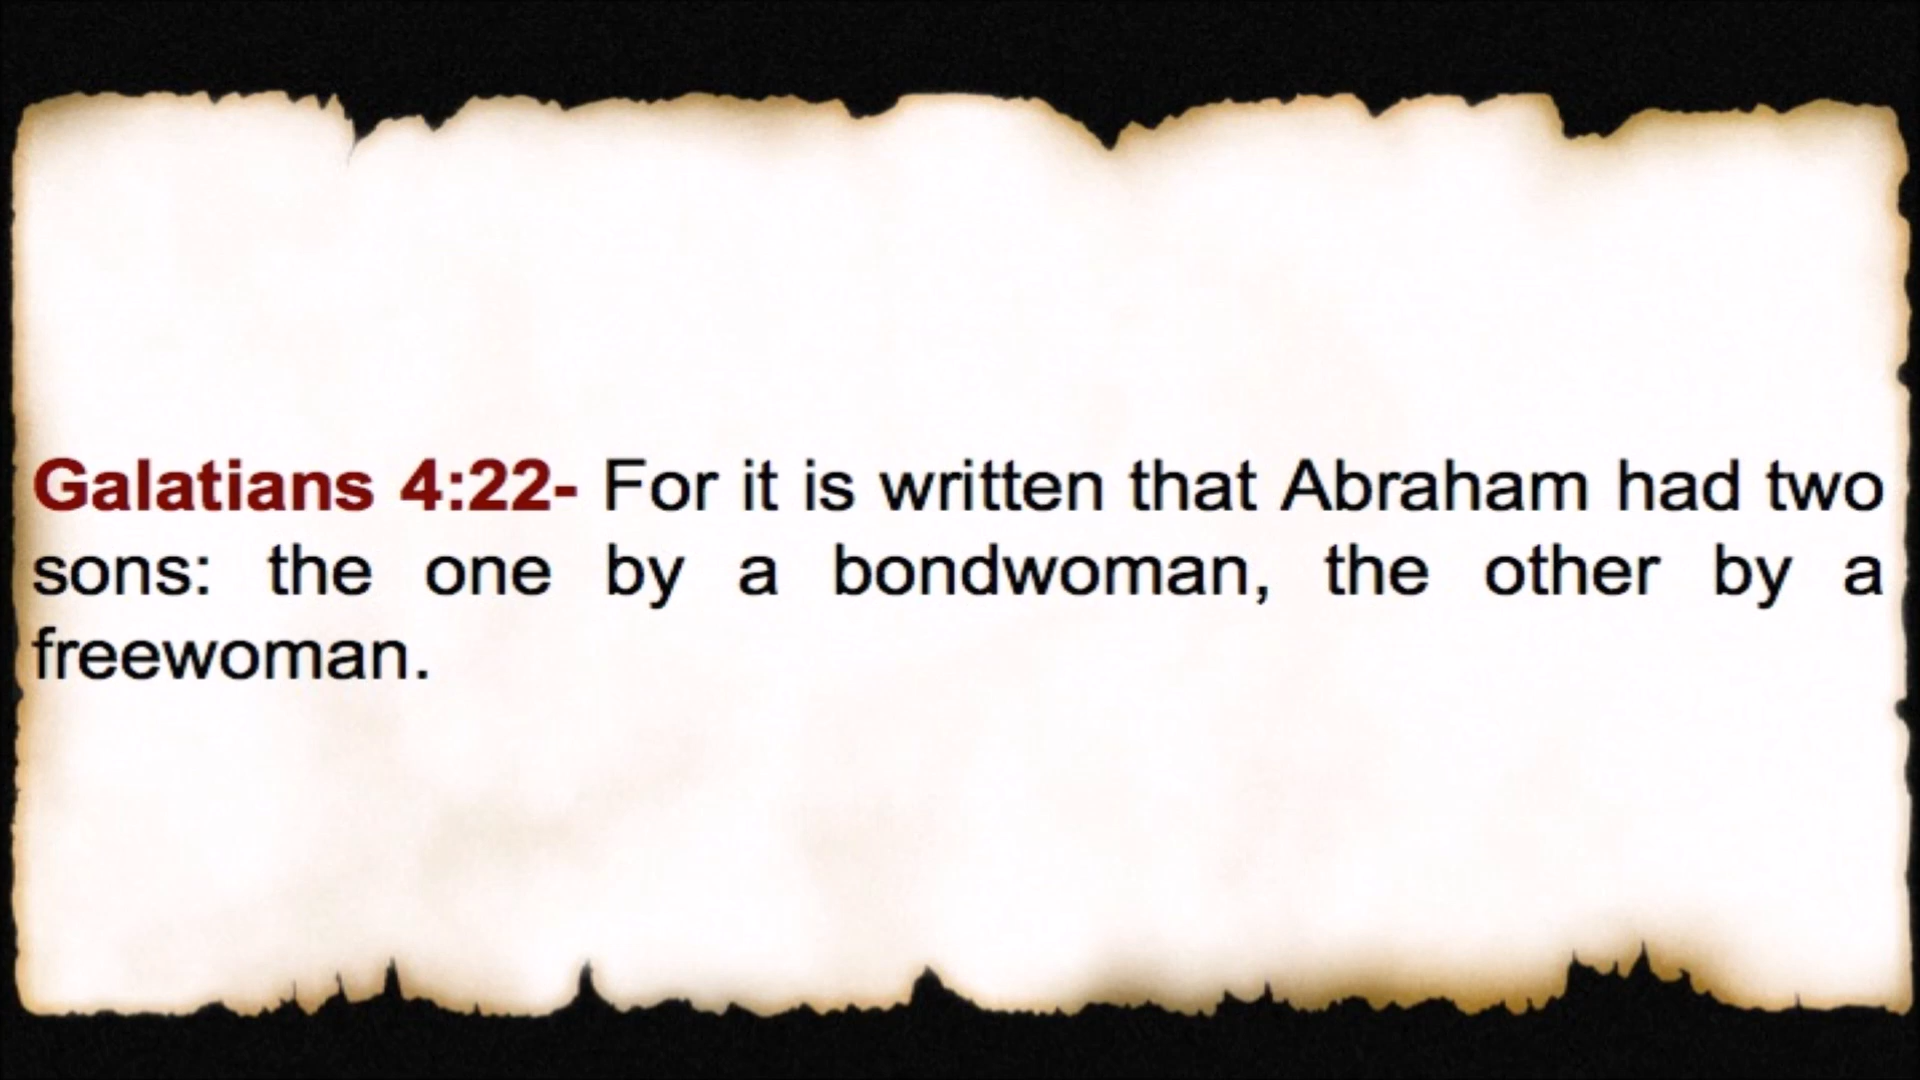 Galatians 4:22- For it is written that Abraham had two
sons: the one by a bondwoman, the other by a
freewoman.